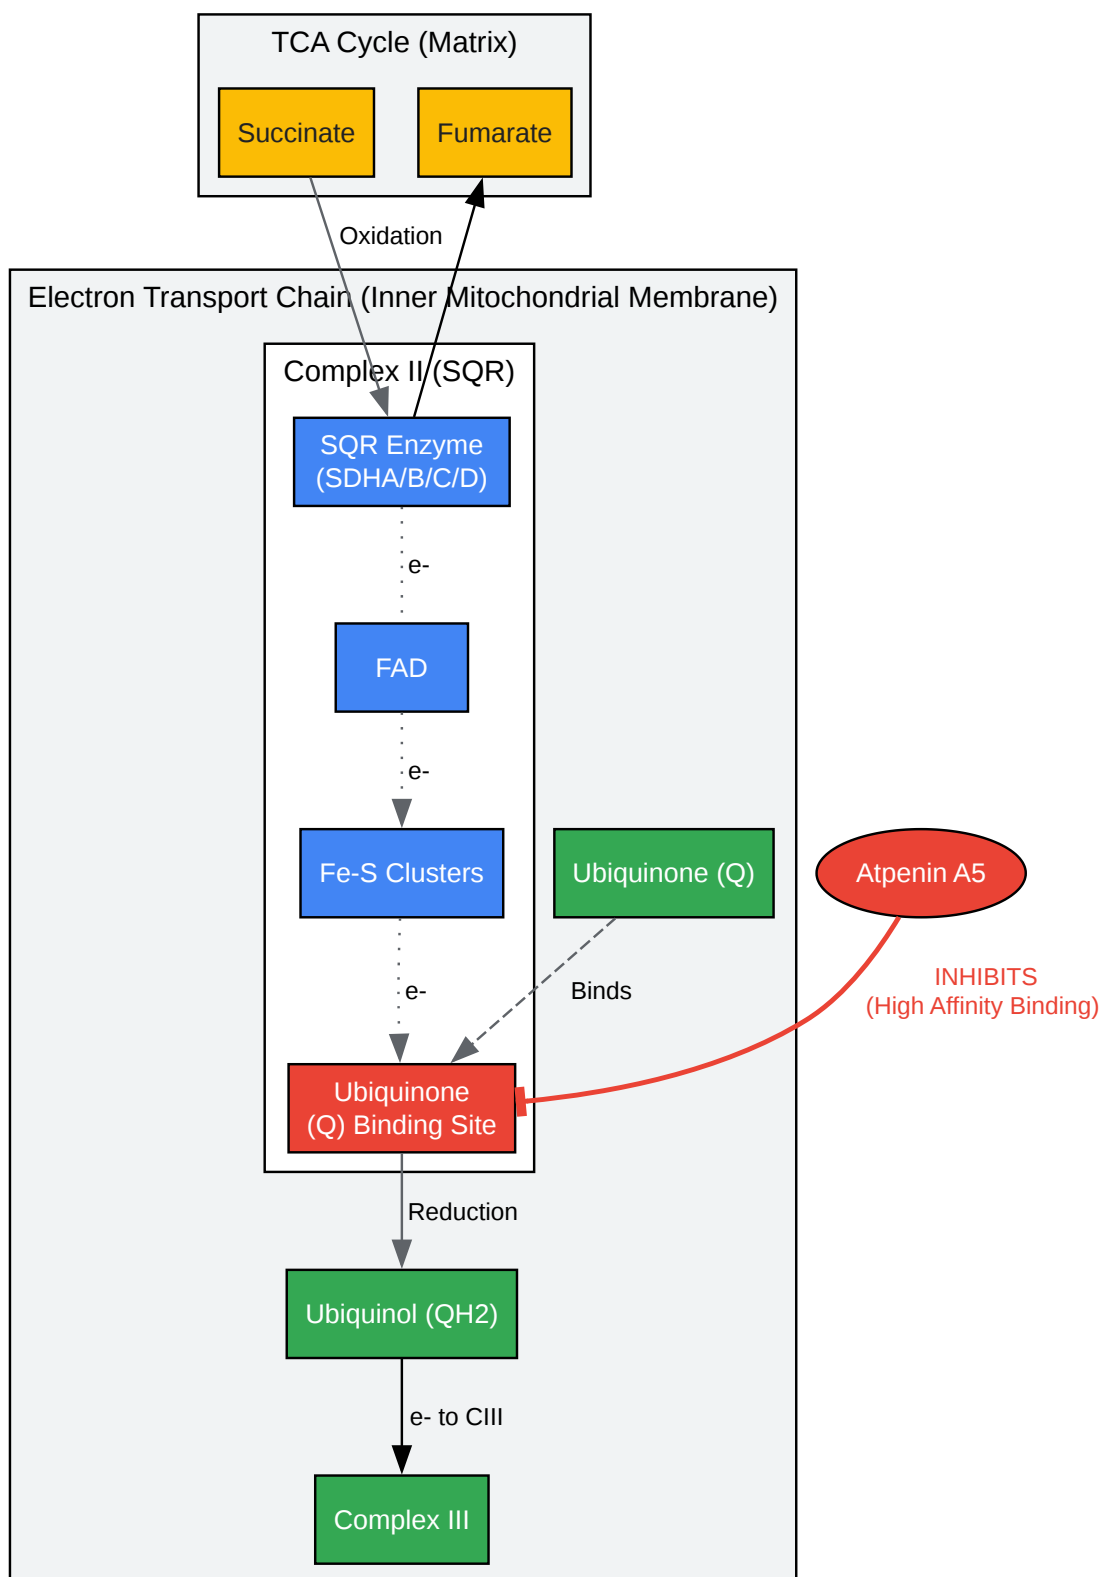 TCA Cycle (Matrix)
Succinate
Fumarate
Oxidation
Electron Transport Chain (Inner Mitochondrial Membrane)
Complex II (SQR)
SQR Enzyme
(SDHA/B/C/D)
e-
FAD
e-
Fe-S Clusters
Ubiquinone (Q)
Atpenin A5
e-
Binds
INHIBITS
(High Affinity Binding)
Ubiquinone
(Q) Binding Site
Reduction
Ubiquinol (QH2)
e- to CIII
Complex III